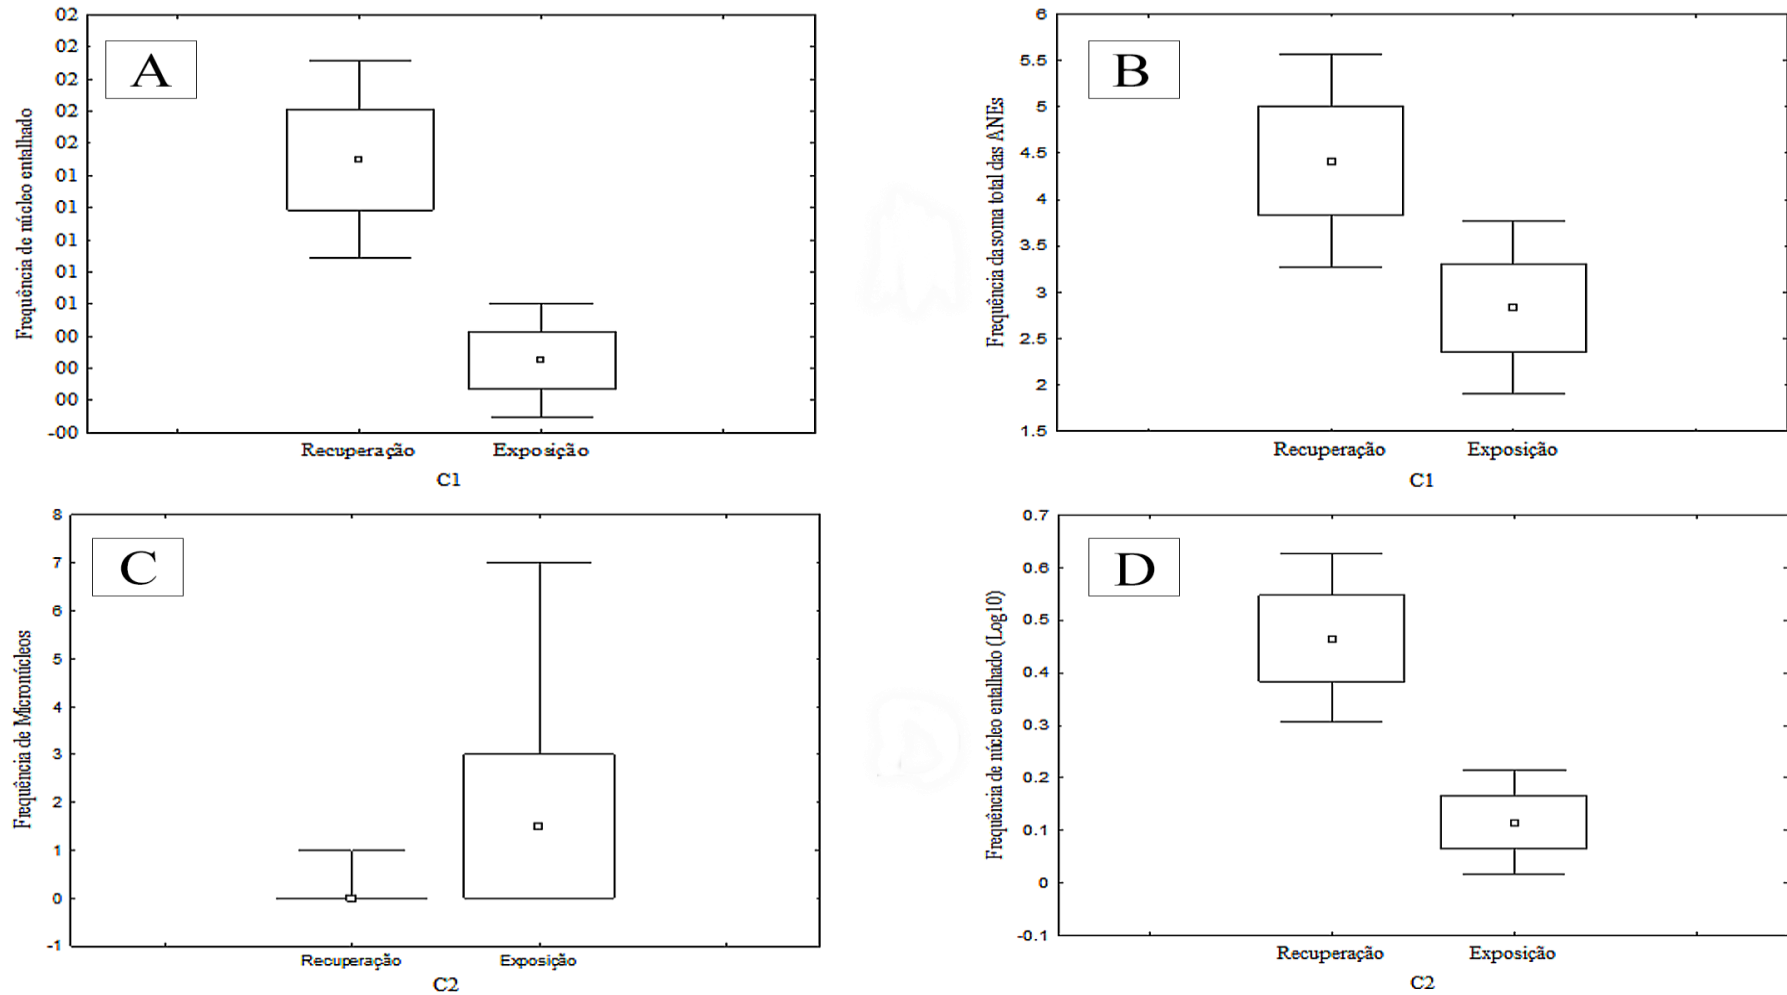 A
Frequência de núcleo entalhado
02
02
02
02
02
01
01
01
01
01
00
00
00
-00
Recuperação Exposição
C1
B
Frequência da soma total das ANEs
6
5.5
5
4.5
4
3.5
3
2.5
2
1.5
Recuperação Exposição
C1
C
Frequência de Micronúcleos
8
7
6
5
4
3
2
1
0
-1
Recuperação Exposição
C2
D
Frequência de núcleo entalhado (Log10)
0.7
0.6
0.5
0.4
0.3
0.2
0.1
0
-0.1
Recuperação Exposição
C2